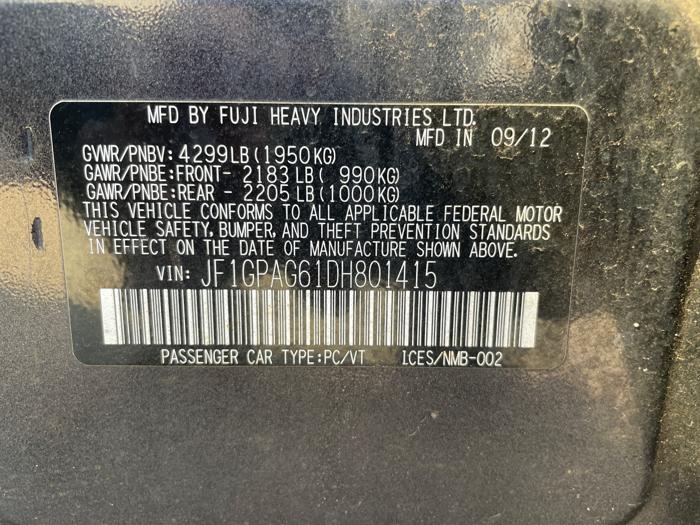 MFD BY FUJI HEAVY INDUSTRIES LTD.
MFD IN 09/12
GVWR/PNBV: 4299LB (1950KG)
GAWR/PNBE:FRONT- 2183 LB ( 990KG)
GAWR/PNBE:REAR - 2205 LB (1000KG)
THIS VEHICLE CONFORMS TO ALL APPLICABLE FEDERAL MOTOR
VEHICLE SAFETY, BUMPER, AND THEFT PREVENTION STANDARDS
IN EFFECT ON THE DATE OF MANUFACTURE SHOWN ABOVE.
VIN: JF1GPAG61DH801415
PASSENGER CAR TYPE:PC/VT ICES/NMB-002